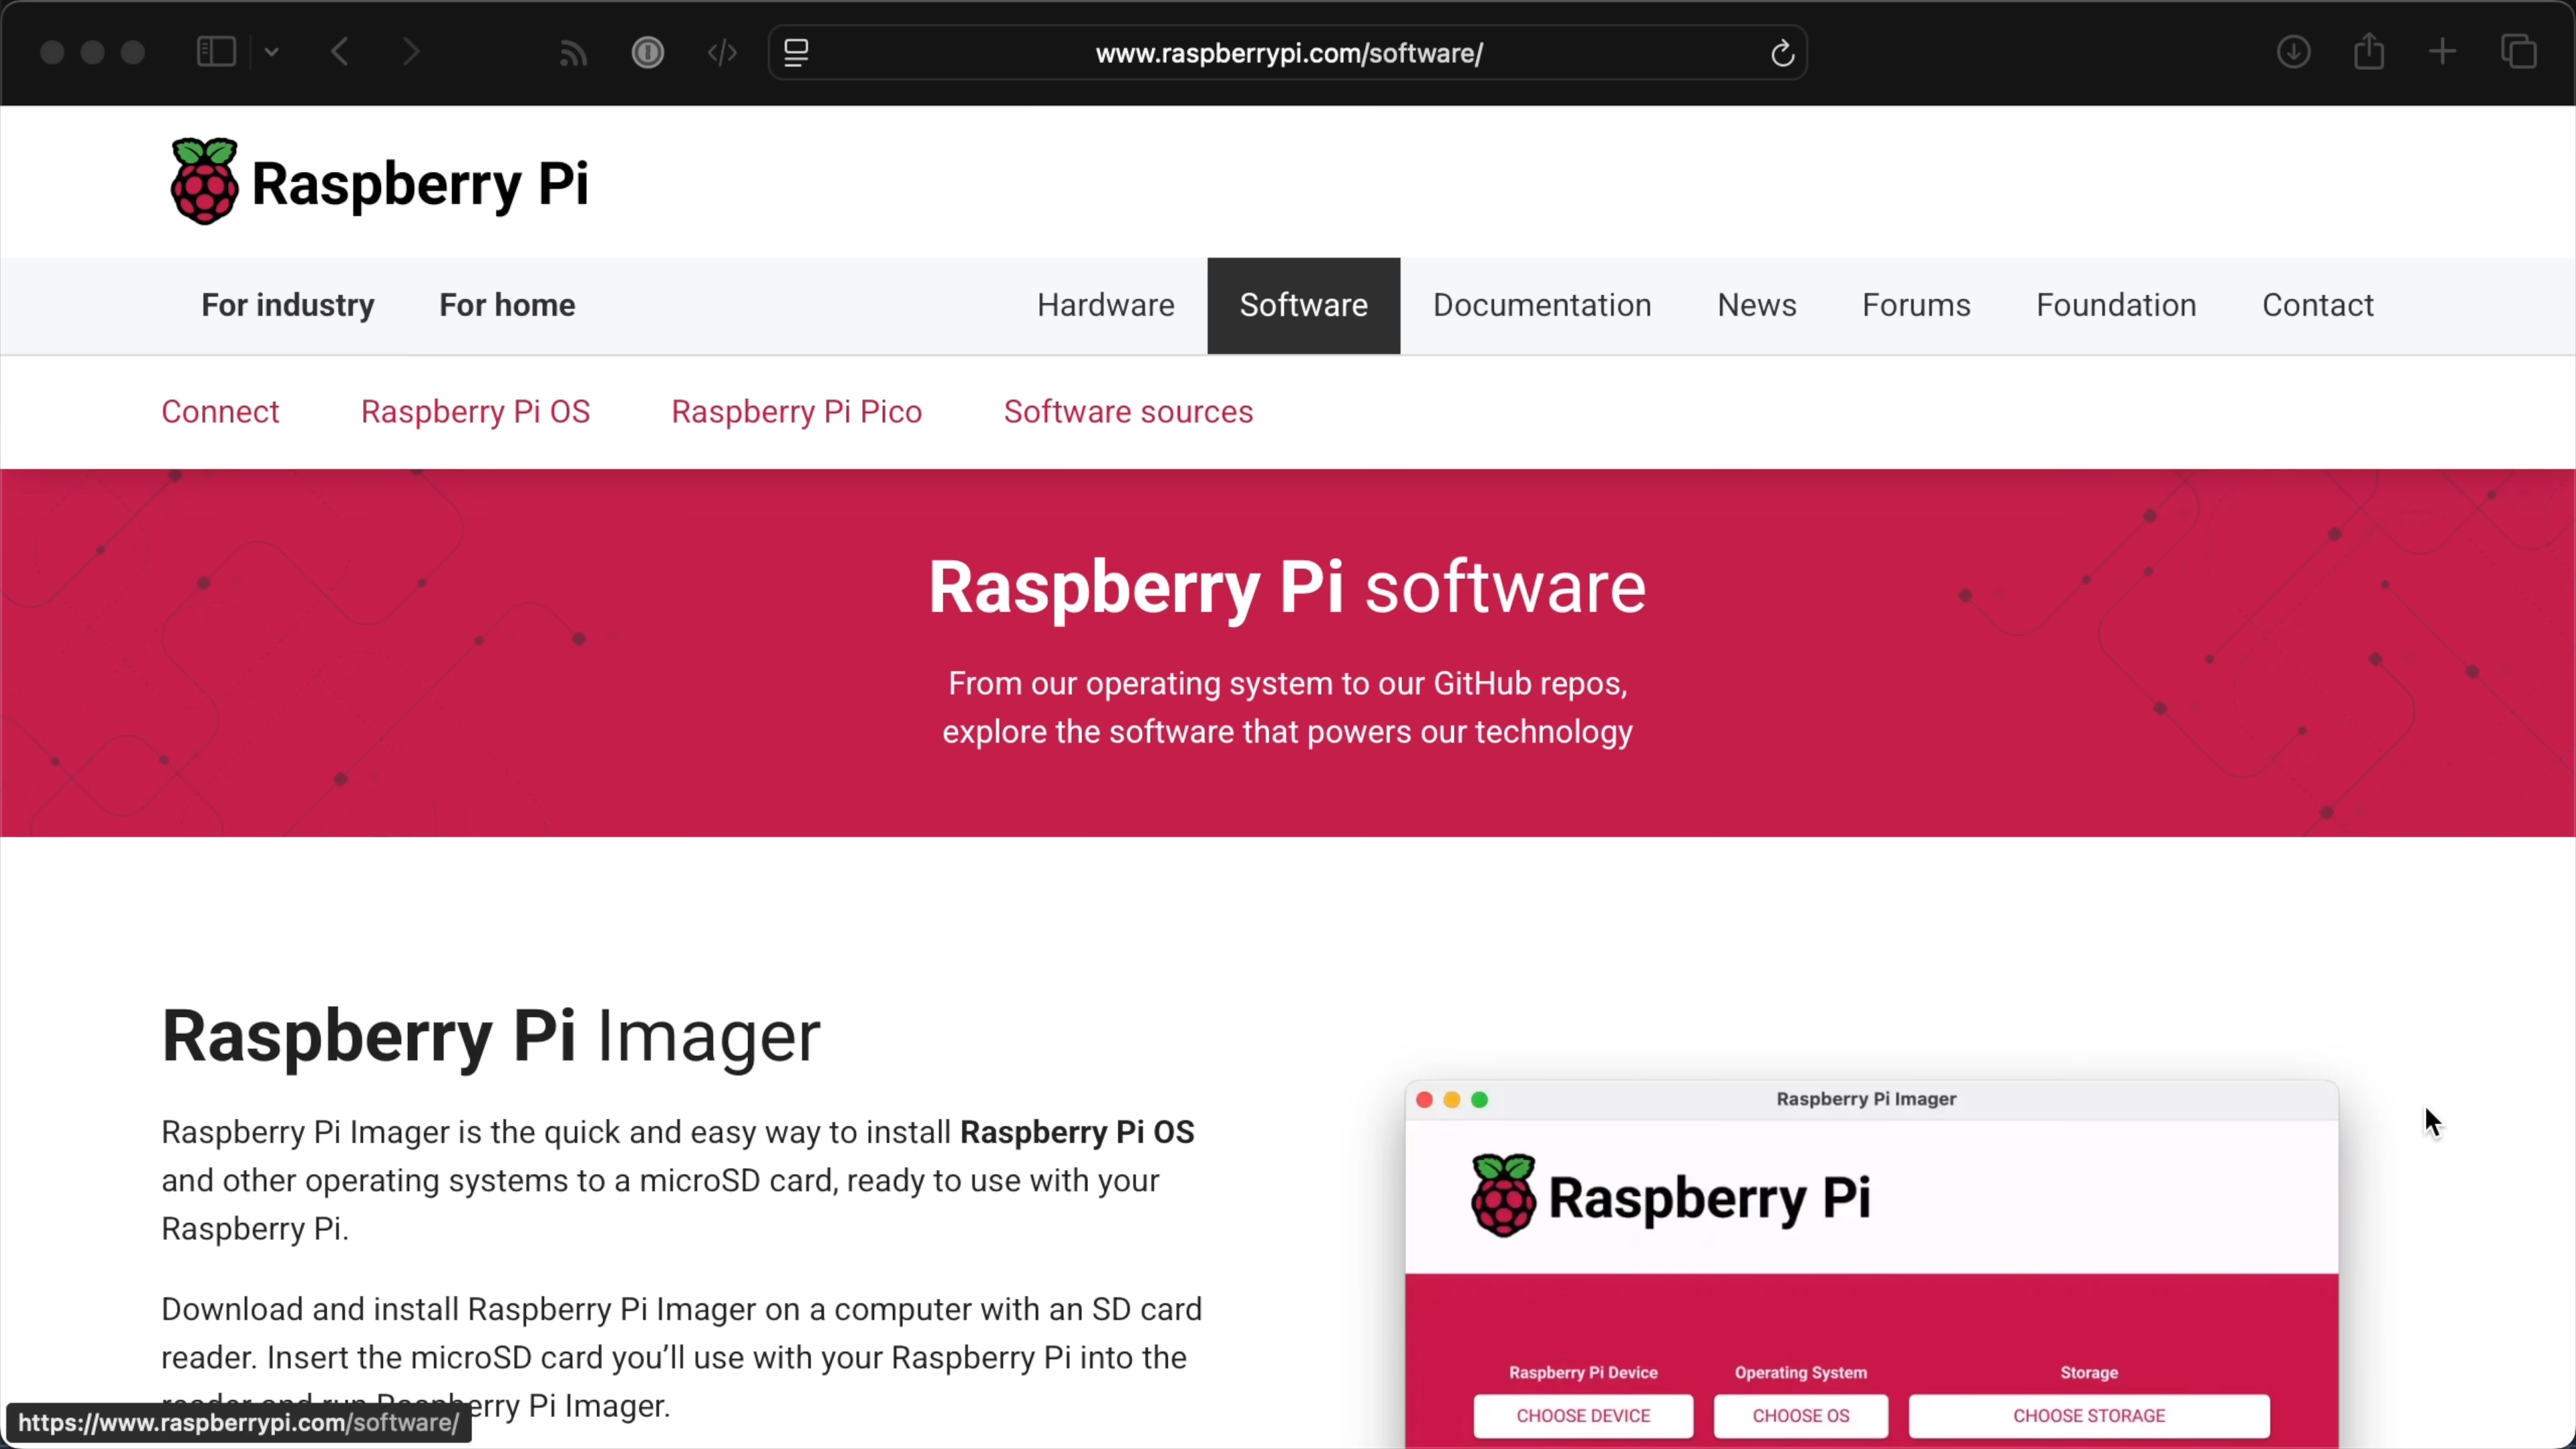 www.raspberrypi.com/software/
Raspberry Pi
For industry
For home
Hardware
Software
Documentation
News
Forums
Foundation
Contact
Connect
Raspberry Pi OS
Raspberry Pi Pico
Software sources
Raspberry Pi software
From our operating system to our GitHub repos,
explore the software that powers our technology
Raspberry Pi Imager
Raspberry Pi Imager is the quick and easy way to install Raspberry Pi OS
and other operating systems to a microSD card, ready to use with your
Raspberry Pi.
Download and install Raspberry Pi Imager on a computer with an SD card
reader. Insert the microSD card you’ll use with your Raspberry Pi into the
reader and run Raspberry Pi Imager.
Raspberry Pi Imager
Raspberry Pi
Raspberry Pi Device
Operating System
Storage
CHOOSE DEVICE
CHOOSE OS
CHOOSE STORAGE
https://www.raspberrypi.com/software/